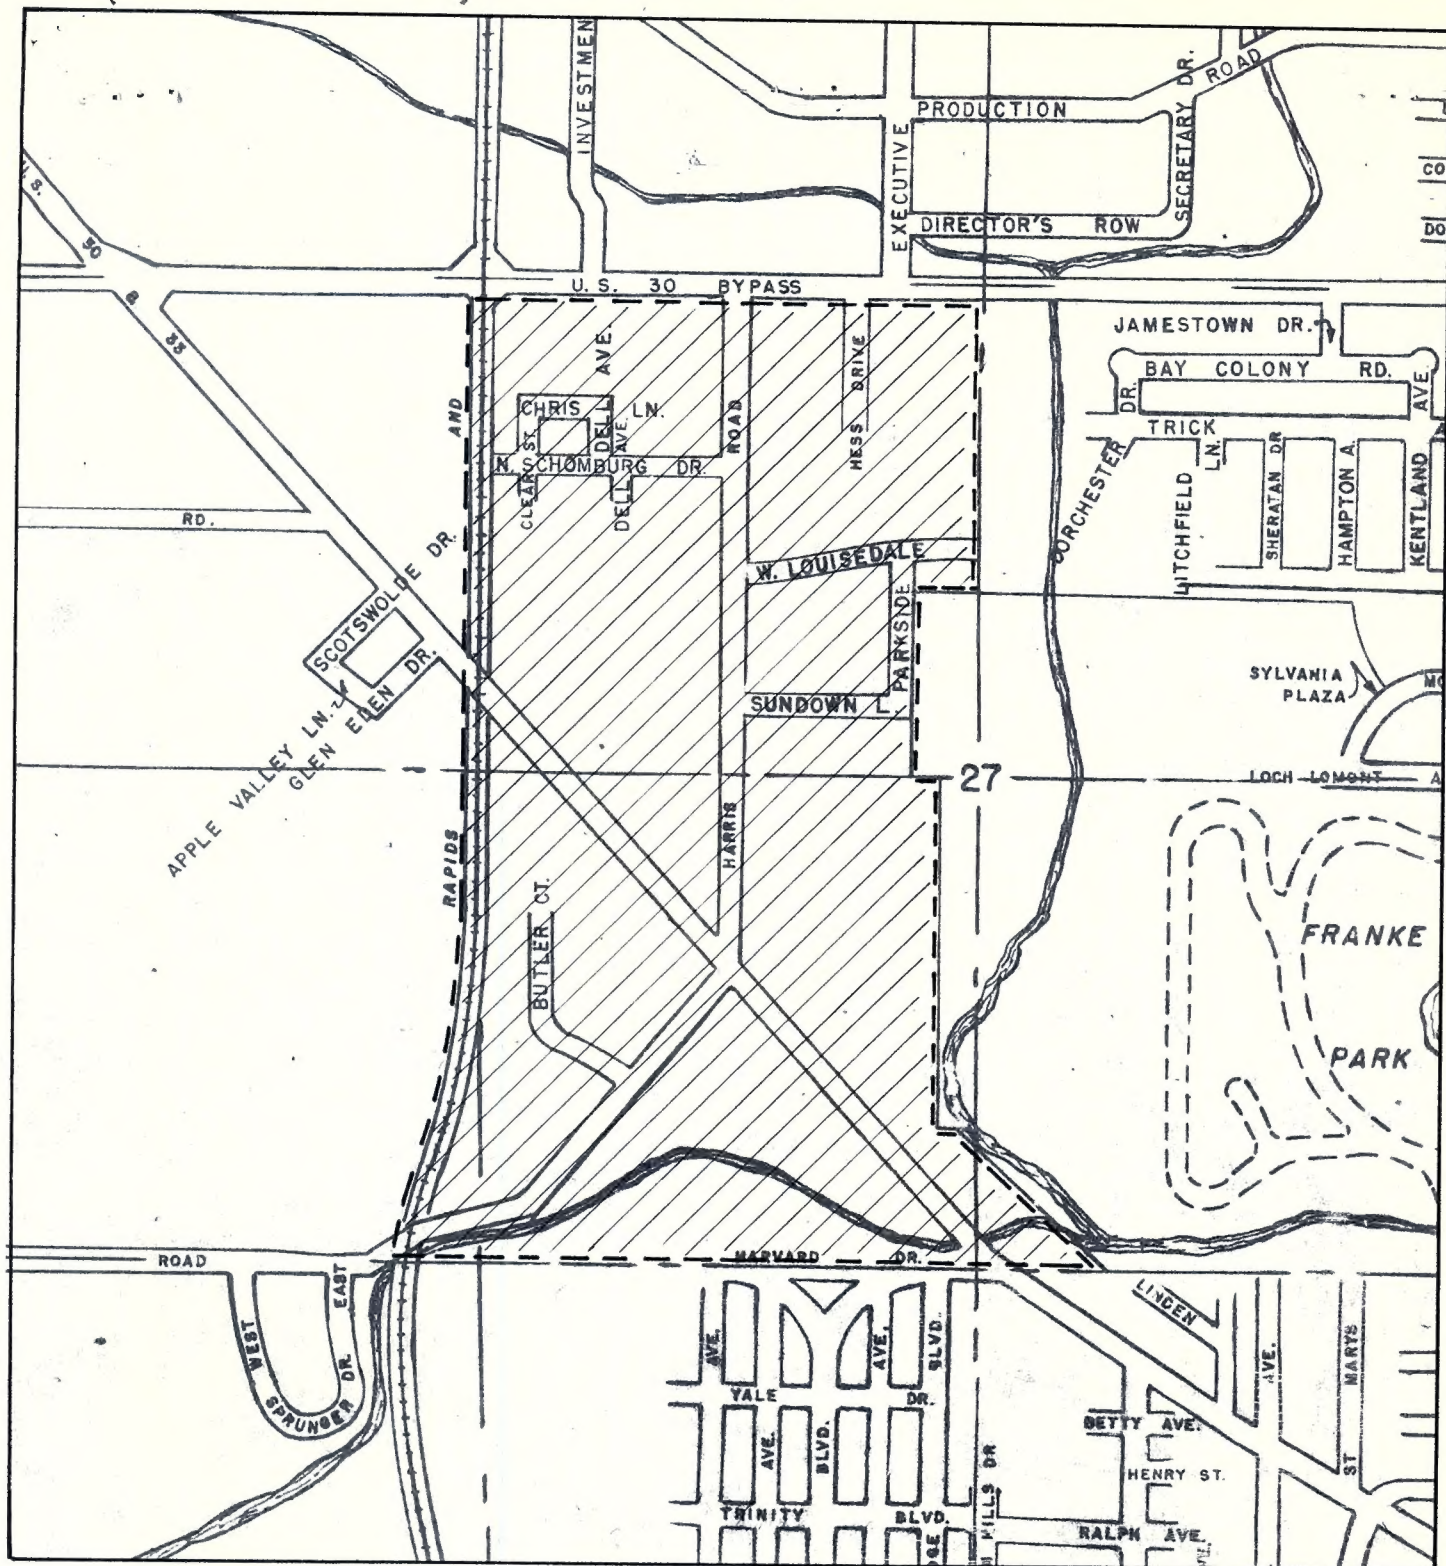 INVESTMEN
PRODUCTION
ROAD
SECRETARY DR.
EXECUTIVE
DIRECTOR'S ROW
CO
DO
U.S.
30
&
33
U.S. 30 BYPASS
JAMESTOWN DR.
BAY COLONY RD.
AVE.
DR.
TRICK
DORCHESTER
LITCHFIELD
LN.
SHERATAN DR
HAMPTON A.
KENTLAND
AND
DELL AVE.
CHRIS LN.
CLEAR ST.
DELL AVE.
N. SCHOMBURG DR.
ROAD
HESS DRIVE
RD.
W. LOUISEDALE
PARKSIDE
SCOTSWOLDE DR.
SUNDOWN L.
SYLVANIA
PLAZA
MO
APPLE VALLEY LN.
GLEN EDEN DR.
27
LOCH LOMONT A
RAPIDS
HARRIS
BUTLER CT.
FRANKE
PARK
HARVARD DR.
ROAD
WEST
EAST
SPRUNGER DR.
LINDEN
AVE.
AVE.
BLVD.
AVE.
ST MARYS
YALE DR.
AVE.
BLVD.
BETTY AVE.
HENRY ST.
HILLS DR
TRINITY BLVD.
DGE
RALPH AVE.